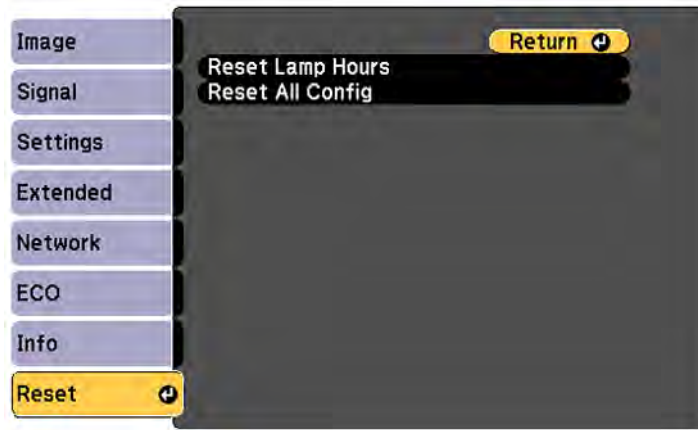 Image
Signal
Settings
Extended
Network
ECO
Info
Reset
Return
Reset Lamp Hours
Reset All Config